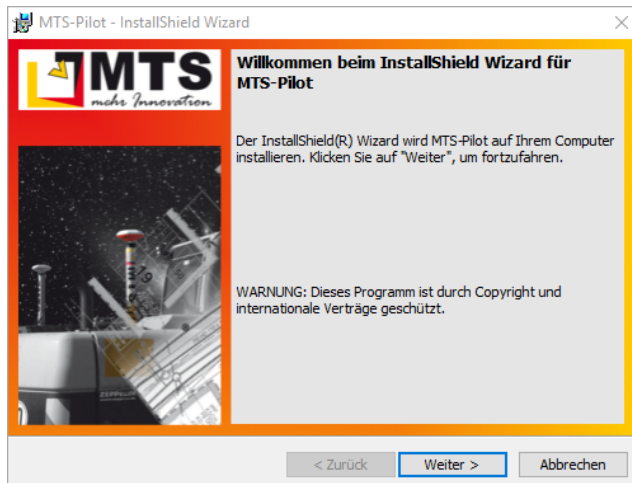 MTS-Pilot - InstallShield Wizard
MTS
mehr Innovation
Willkommen beim InstallShield Wizard für
MTS-Pilot
Der InstallShield(R) Wizard wird MTS-Pilot auf Ihrem Computer
installieren. Klicken Sie auf "Weiter", um fortzufahren.
19
ZEPPELIN
WARNUNG: Dieses Programm ist durch Copyright und
internationale Verträge geschützt.
< Zurück
Weiter >
Abbrechen